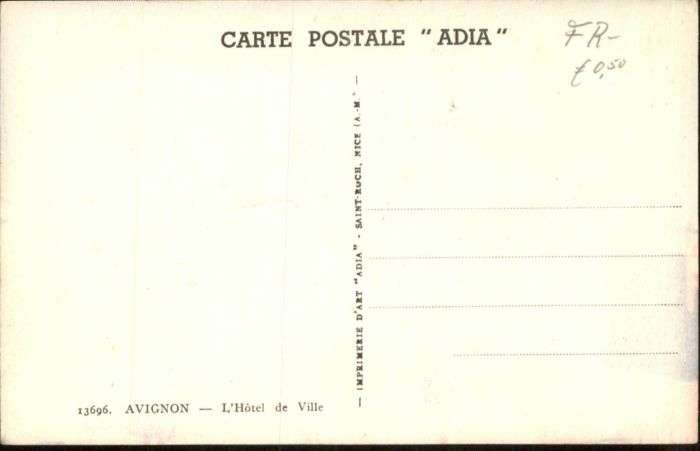 CARTE POSTALE "ADIA"
FR-
€0,50
— IMPRIMERIE D'ART "ADIA" - SAINT-ROCH, NICE (A.-M.) —
13696. AVIGNON — L'Hôtel de Ville